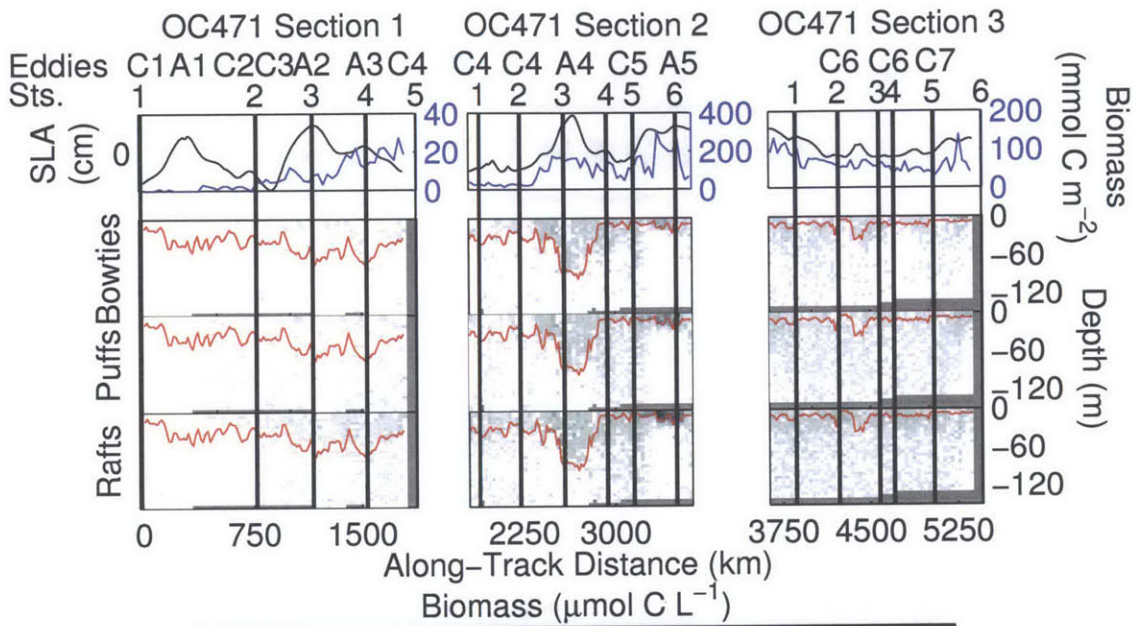 OC471 Section 1 OC471 Section 2 OC471 Section 3
Eddies C1 A1 C2 C3 A2 A3 C4 C4 C4 A4 C5 A5 C6 C6 C7
Sts. 1 2 3 4 5 1 2 3 4 5 6 1 2 3 4 5 6
SLA (cm)
0
40
20
0
400
200
0
200
100
0
Biomass (mmol C m−2)
Bowties
0
−60
−120
Puffs
0
−60
−120
Rafts
0
−60
−120
Depth (m)
0 750 1500 2250 3000 3750 4500 5250
Along−Track Distance (km)
Biomass (μmol C L−1)